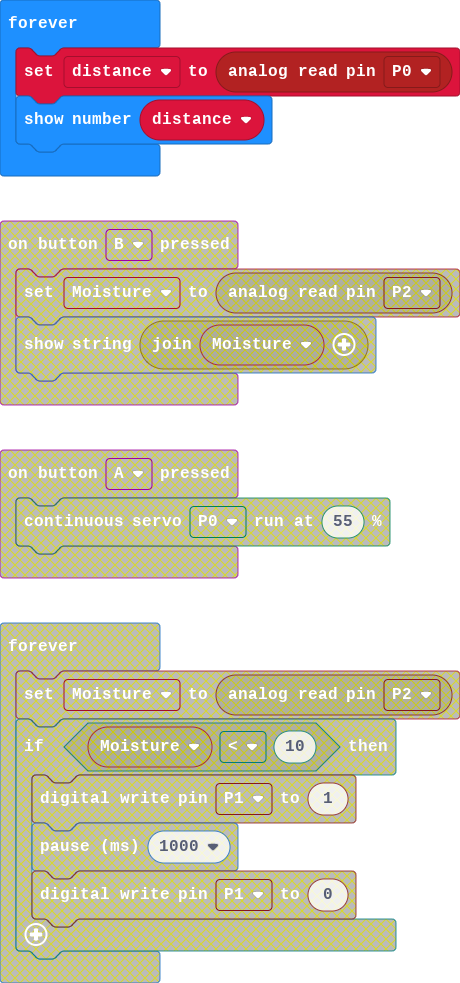 forever
set distance to analog read pin P0
show number distance
on button B pressed
set Moisture to analog read pin P2
show string join Moisture
on button A pressed
continuous servo P0 run at 55 %
forever
set Moisture to analog read pin P2
if Moisture < 10 then
digital write pin P1 to 1
pause (ms) 1000
digital write pin P1 to 0